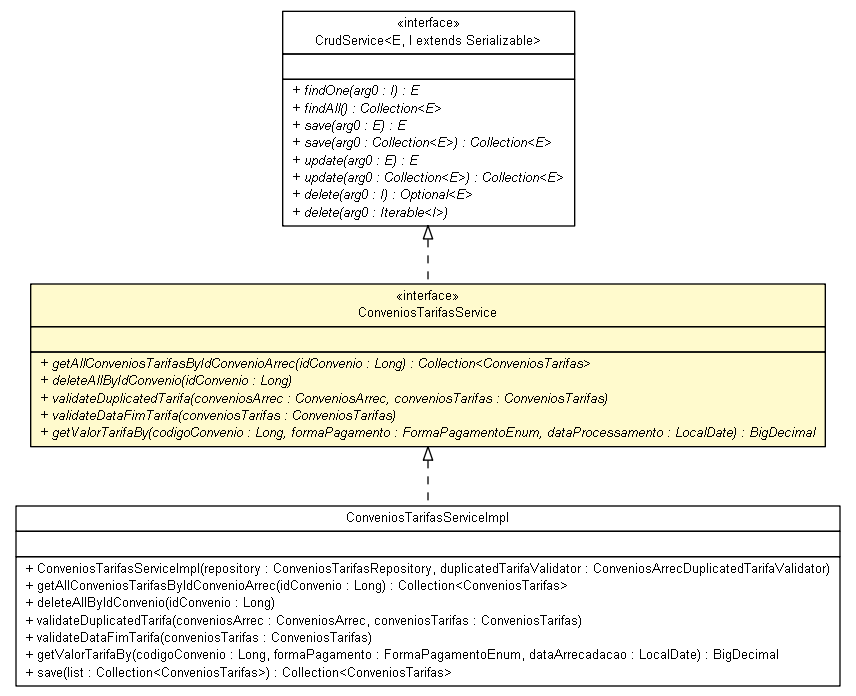 «interface»
CrudService<E, I extends Serializable>
+ findOne(arg0 : I) : E
+ findAll() : Collection<E>
+ save(arg0 : E) : E
+ save(arg0 : Collection<E>) : Collection<E>
+ update(arg0 : E) : E
+ update(arg0 : Collection<E>) : Collection<E>
+ delete(arg0 : I) : Optional<E>
+ delete(arg0 : Iterable<I>)
«interface»
ConveniosTarifasService
+ getAllConveniosTarifasByIdConvenioArrec(idConvenio : Long) : Collection<ConveniosTarifas>
+ deleteAllByIdConvenio(idConvenio : Long)
+ validateDuplicatedTarifa(conveniosArrec : ConveniosArrec, conveniosTarifas : ConveniosTarifas)
+ validateDataFimTarifa(conveniosTarifas : ConveniosTarifas)
+ getValorTarifaBy(codigoConvenio : Long, formaPagamento : FormaPagamentoEnum, dataProcessamento : LocalDate) : BigDecimal
ConveniosTarifasServiceImpl
+ ConveniosTarifasServiceImpl(repository : ConveniosTarifasRepository, duplicatedTarifaValidator : ConveniosArrecDuplicatedTarifaValidator)
+ getAllConveniosTarifasByIdConvenioArrec(idConvenio : Long) : Collection<ConveniosTarifas>
+ deleteAllByIdConvenio(idConvenio : Long)
+ validateDuplicatedTarifa(conveniosArrec : ConveniosArrec, conveniosTarifas : ConveniosTarifas)
+ validateDataFimTarifa(conveniosTarifas : ConveniosTarifas)
+ getValorTarifaBy(codigoConvenio : Long, formaPagamento : FormaPagamentoEnum, dataArrecadacao : LocalDate) : BigDecimal
+ save(list : Collection<ConveniosTarifas>) : Collection<ConveniosTarifas>